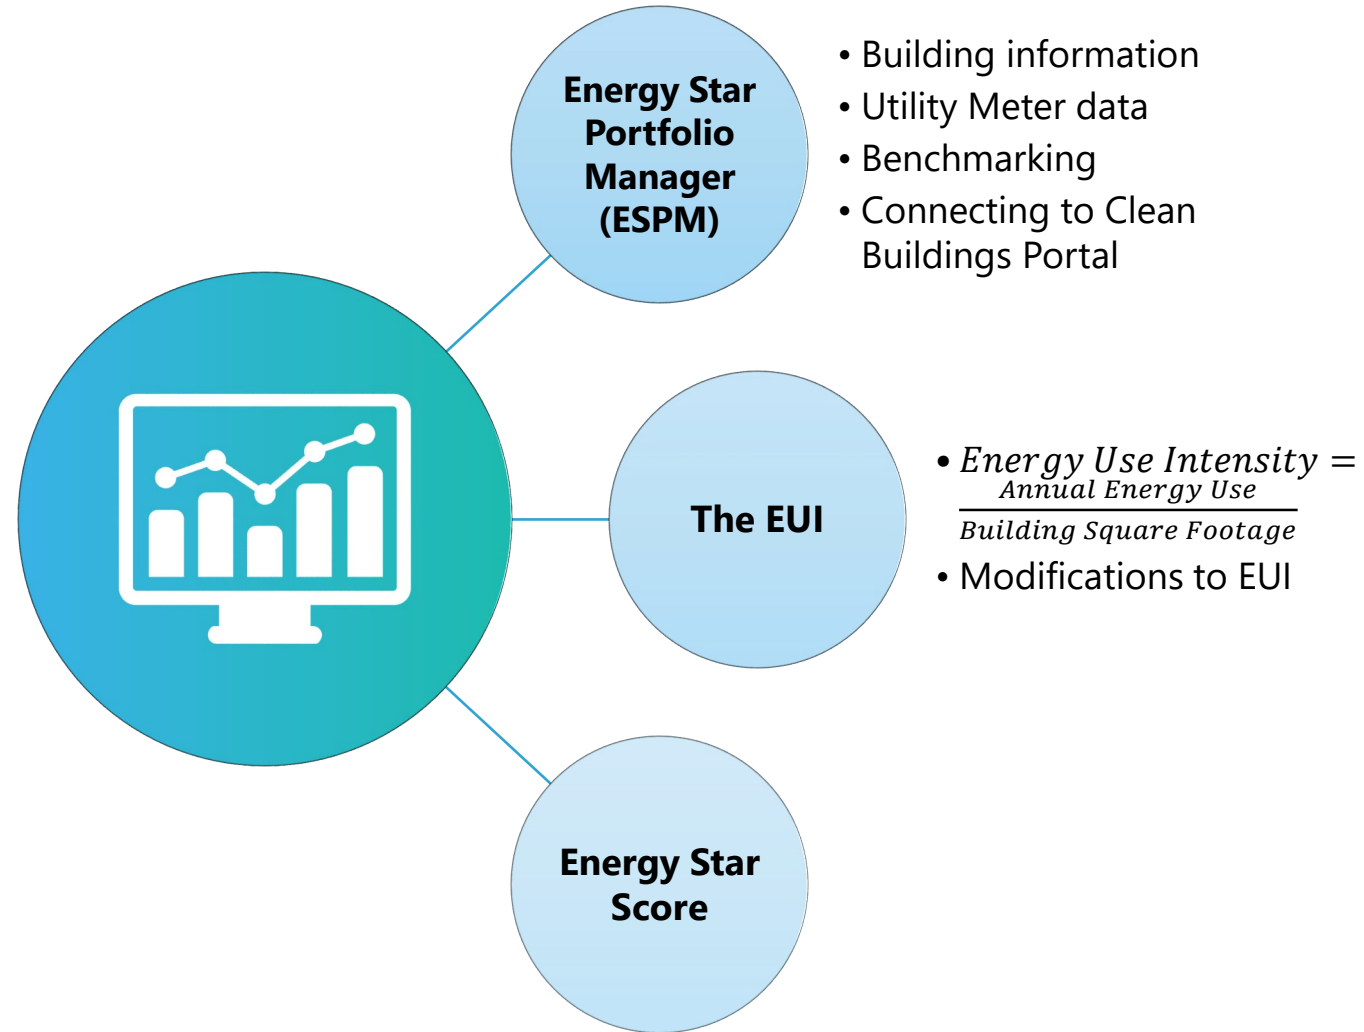 Energy Star
Portfolio
Manager
(ESPM)
• Building information
• Utility Meter data
• Benchmarking
• Connecting to Clean
Buildings Portal
The EUI
• Energy Use Intensity =
Annual Energy Use
Building Square Footage
• Modifications to EUI
Energy Star
Score